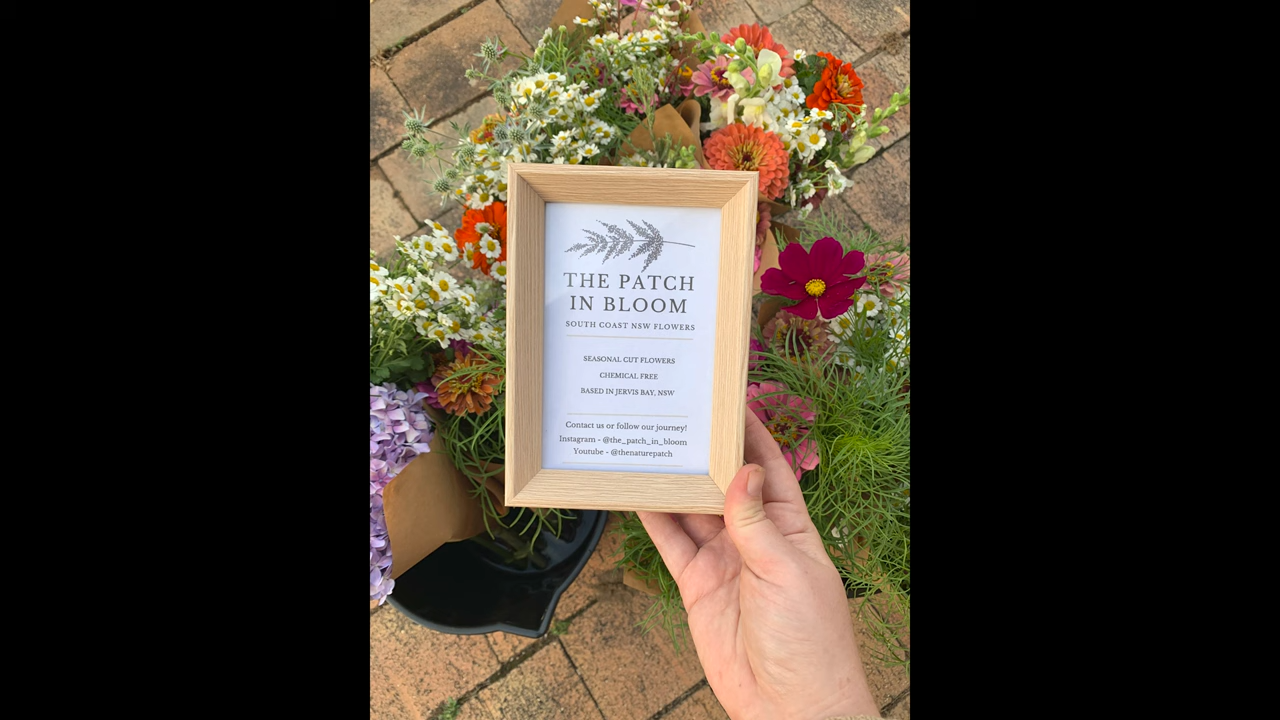 THE PATCH
IN BLOOM
SOUTH COAST NSW FLOWERS
SEASONAL CUT FLOWERS
CHEMICAL FREE
BASED IN JERVIS BAY, NSW
Contact us or follow our journey!
Instagram - @the_patch_in_bloom
Youtube - @thenaturepatch